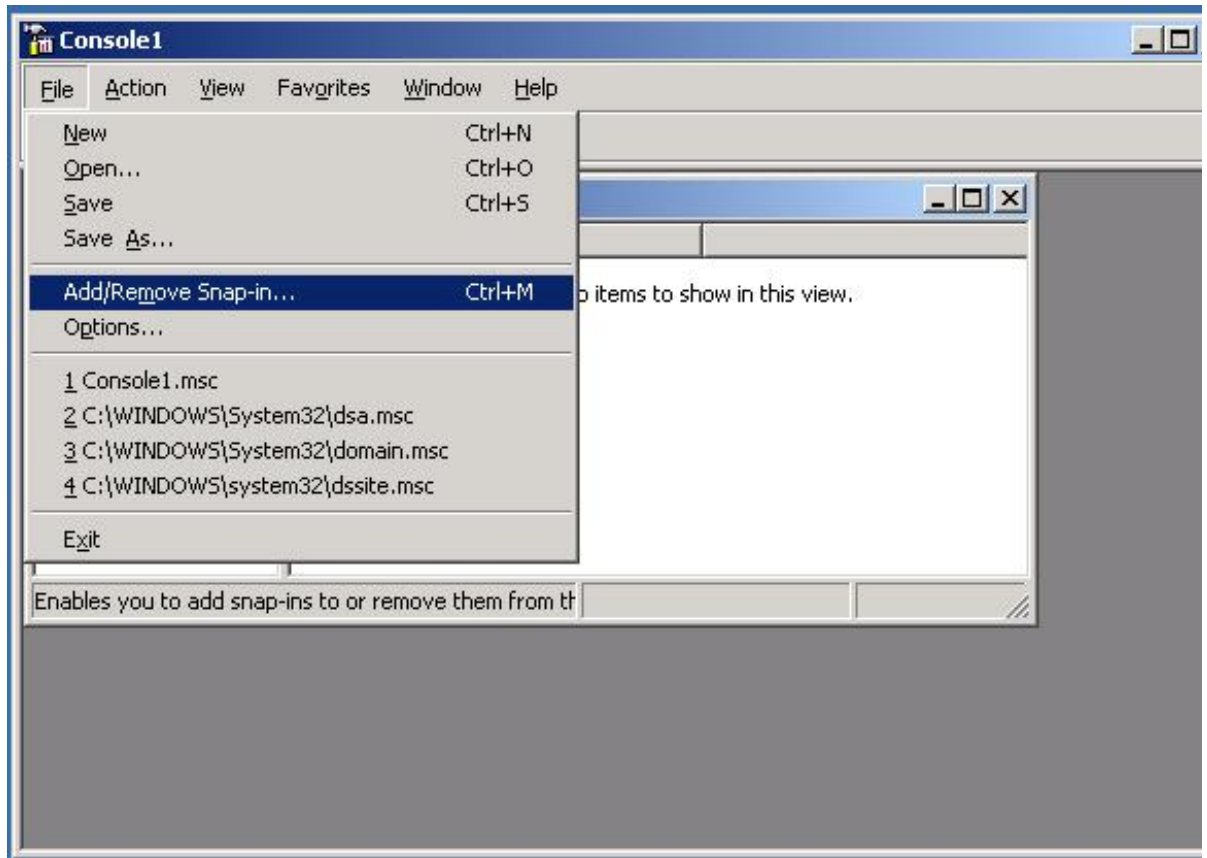 Console1
File Action View Favorites Window Help
New Ctrl+N
Open... Ctrl+O
Save Ctrl+S
Save As...
Add/Remove Snap-in... Ctrl+M
items to show in this view.
Options...
1 Console1.msc
2 C:\WINDOWS\System32\dsa.msc
3 C:\WINDOWS\System32\domain.msc
4 C:\WINDOWS\system32\dssite.msc
Exit
Enables you to add snap-ins to or remove them from